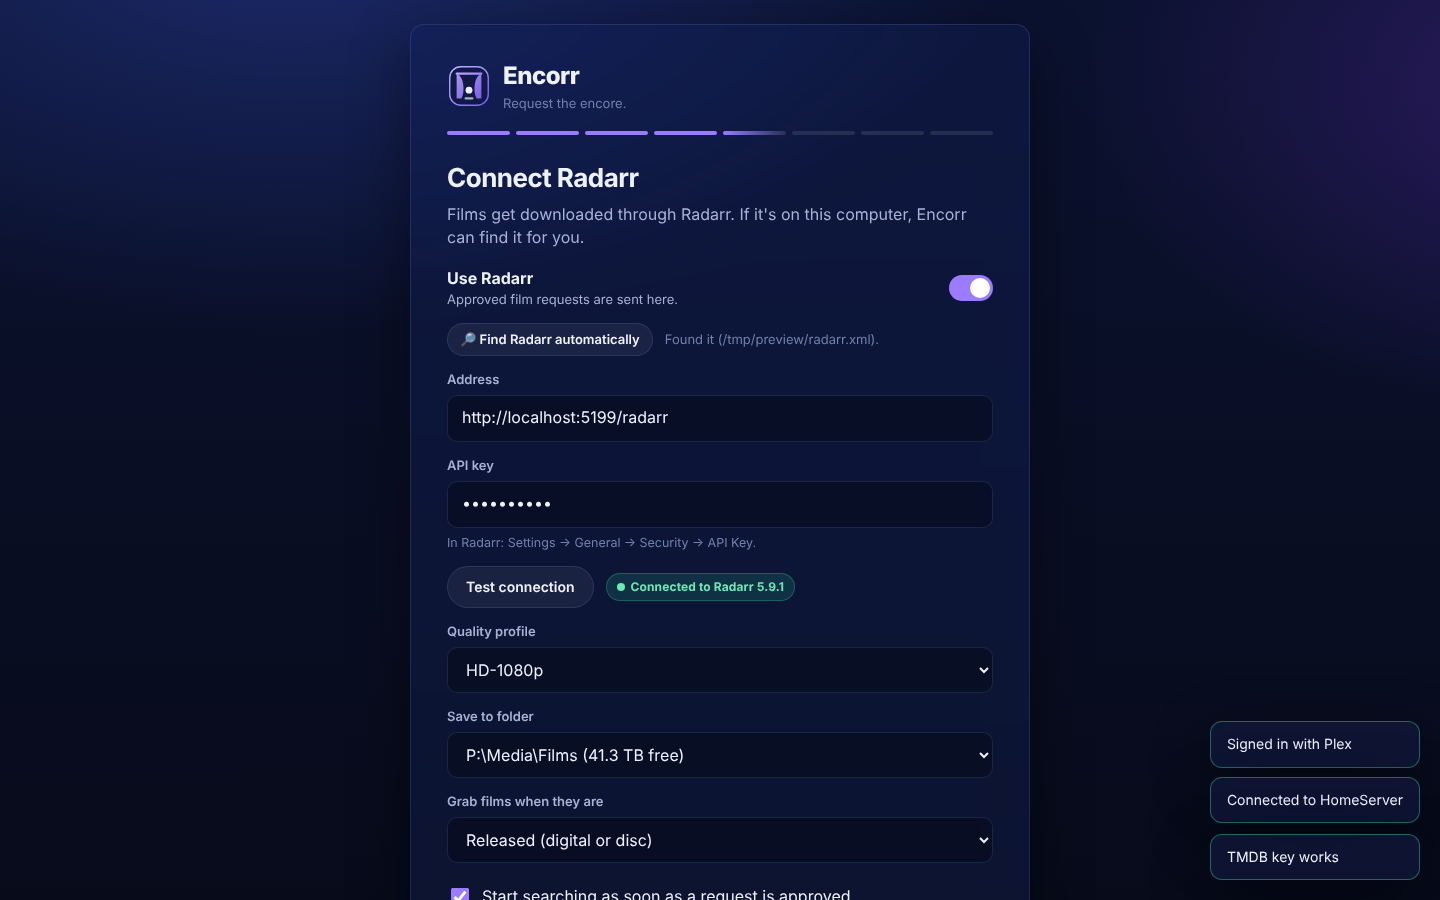 Encorr
Request the encore.
Connect Radarr
Films get downloaded through Radarr. If it's on this computer, Encorr
can find it for you.
Use Radarr
Approved film requests are sent here.
🔎 Find Radarr automatically
Found it (/tmp/preview/radarr.xml).
Address
http://localhost:5199/radarr
API key
••••••••••
In Radarr: Settings → General → Security → API Key.
Test connection
Connected to Radarr 5.9.1
Quality profile
HD-1080p
Save to folder
P:\Media\Films (41.3 TB free)
Grab films when they are
Released (digital or disc)
Start searching as soon as a request is approved
Signed in with Plex
Connected to HomeServer
TMDB key works